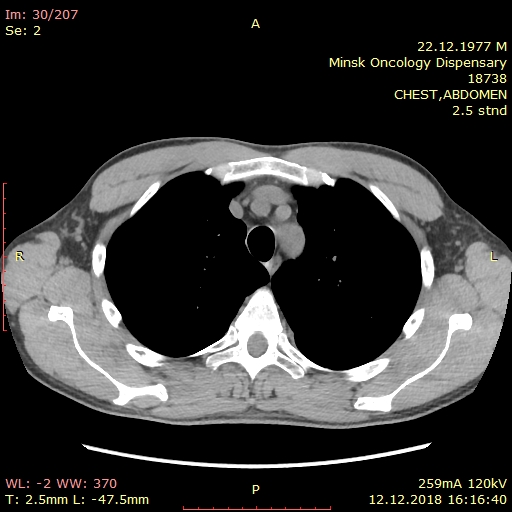 Im: 30/207
Se: 2
A
22.12.1977 M
Minsk Oncology Dispensary
18738
CHEST,ABDOMEN
2.5 stnd
R
L
WL: -2 WW: 370
T: 2.5mm L: -47.5mm
P
259mA 120kV
12.12.2018 16:16:40